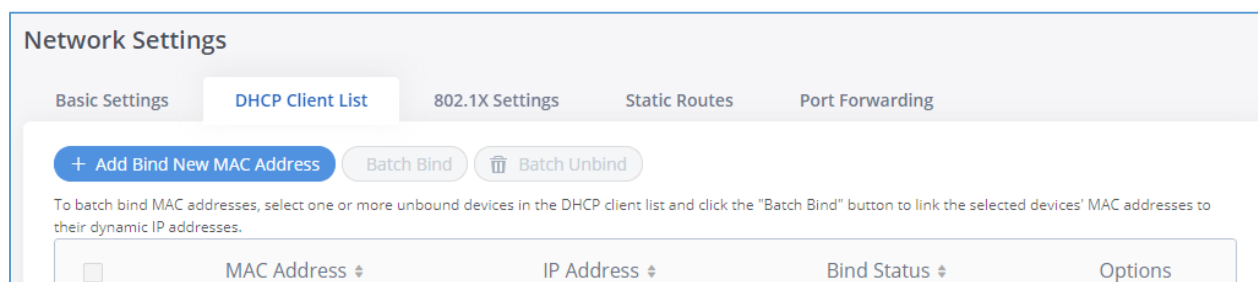 Network Settings
Basic Settings DHCP Client List 802.1X Settings Static Routes Port Forwarding
+ Add Bind New MAC Address Batch Bind Batch Unbind
To batch bind MAC addresses, select one or more unbound devices in the DHCP client list and click the "Batch Bind" button to link the selected devices' MAC addresses to
their dynamic IP addresses.
MAC Address IP Address Bind Status Options